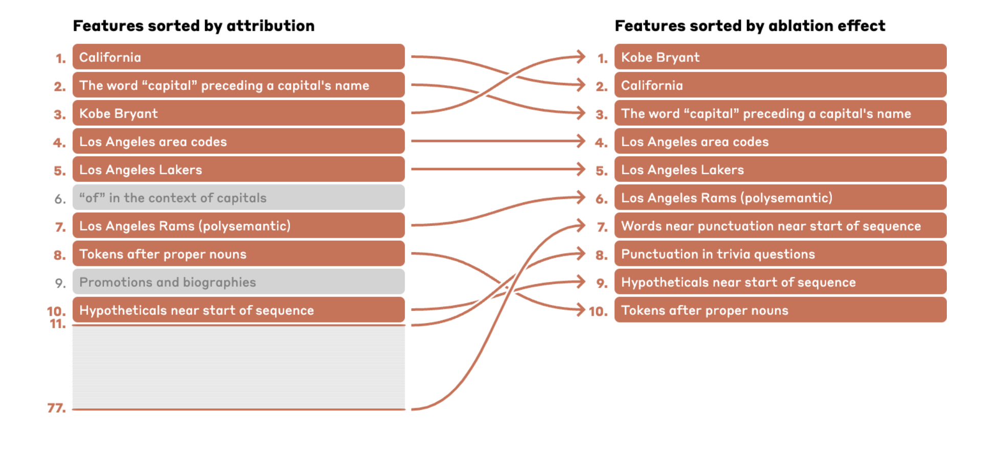 Features sorted by attribution
1. California
2. The word “capital” preceding a capital's name
3. Kobe Bryant
4. Los Angeles area codes
5. Los Angeles Lakers
6. “of” in the context of capitals
7. Los Angeles Rams (polysemantic)
8. Tokens after proper nouns
9. Promotions and biographies
10. Hypotheticals near start of sequence
11.
77.
Features sorted by ablation effect
1. Kobe Bryant
2. California
3. The word “capital” preceding a capital's name
4. Los Angeles area codes
5. Los Angeles Lakers
6. Los Angeles Rams (polysemantic)
7. Words near punctuation near start of sequence
8. Punctuation in trivia questions
9. Hypotheticals near start of sequence
10. Tokens after proper nouns